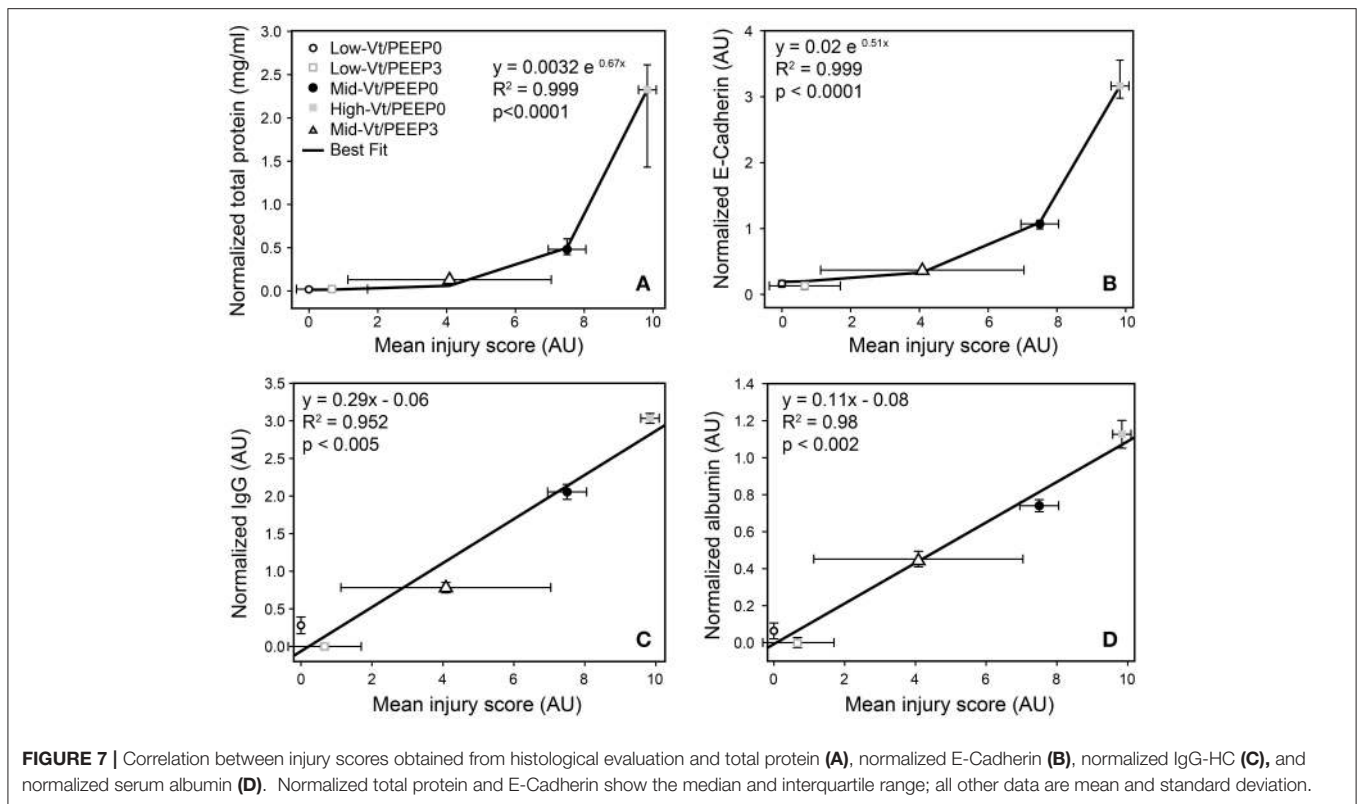 Normalized total protein (mg/ml)
3.0
2.5
2.0
1.5
1.0
0.5
0.0
Low-Vt/PEEP0
Low-Vt/PEEP3
Mid-Vt/PEEP0
High-Vt/PEEP0
Mid-Vt/PEEP3
Best Fit
y = 0.0032 e 0.67x
R² = 0.999
p<0.0001
A
0 2 4 6 8 10
Mean injury score (AU)
Normalized E-Cadherin (AU)
4
3
2
1
0
y = 0.02 e 0.51x
R² = 0.999
p < 0.0001
B
0 2 4 6 8 10
Mean injury score (AU)
Normalized IgG (AU)
3.5
3.0
2.5
2.0
1.5
1.0
0.5
0.0
y = 0.29x - 0.06
R² = 0.952
p < 0.005
C
0 2 4 6 8 10
Mean injury score (AU)
Normalized albumin (AU)
1.4
1.2
1.0
0.8
0.6
0.4
0.2
0.0
y = 0.11x - 0.08
R² = 0.98
p < 0.002
D
0 2 4 6 8 10
Mean injury score (AU)
FIGURE 7 | Correlation between injury scores obtained from histological evaluation and total protein (A), normalized E-Cadherin (B), normalized IgG-HC (C), and
normalized serum albumin (D). Normalized total protein and E-Cadherin show the median and interquartile range; all other data are mean and standard deviation.